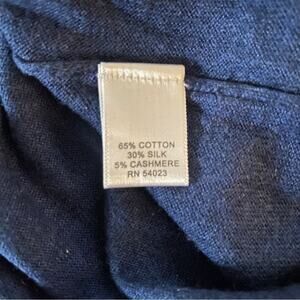 65% COTTON
30% SILK
5% CASHMERE
RN 54023